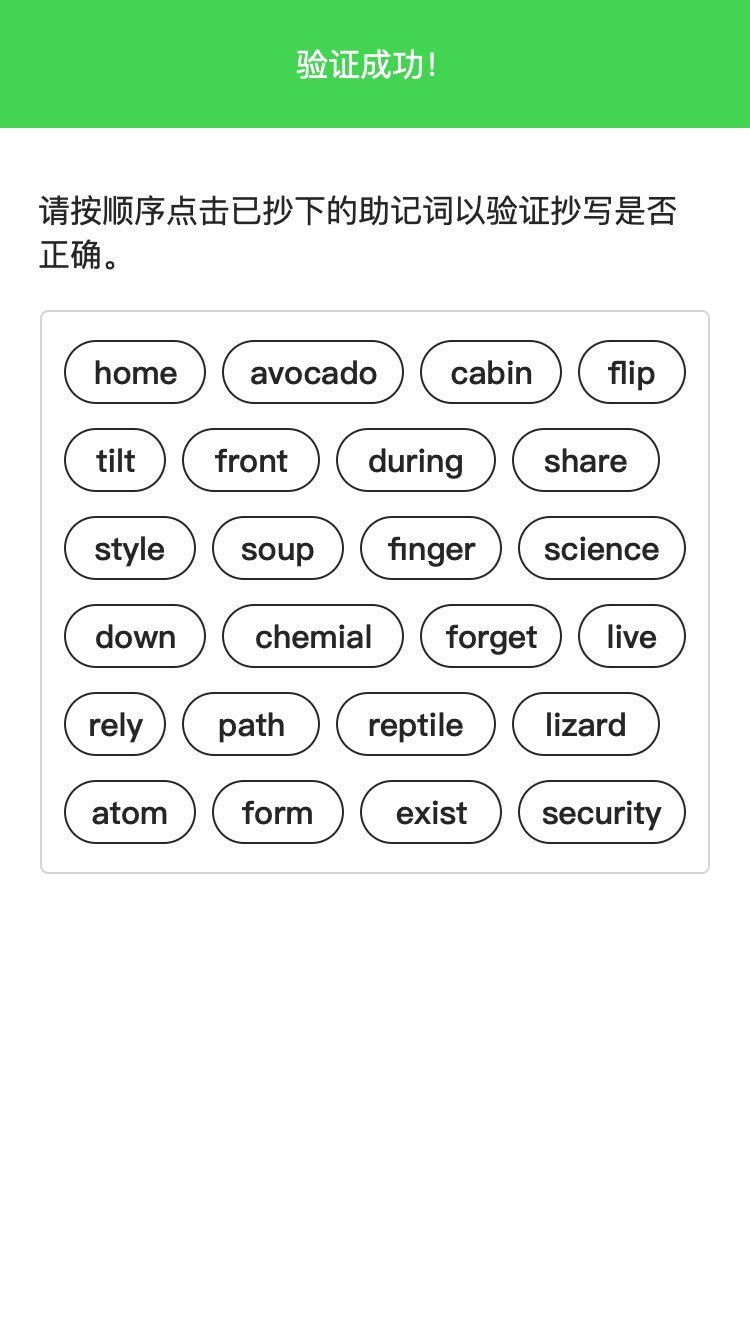 验证成功！
请按顺序点击已抄下的助记词以验证抄写是否
正确。
home avocado cabin flip
tilt front during share
style soup finger science
down chemial forget live
rely path reptile lizard
atom form exist security